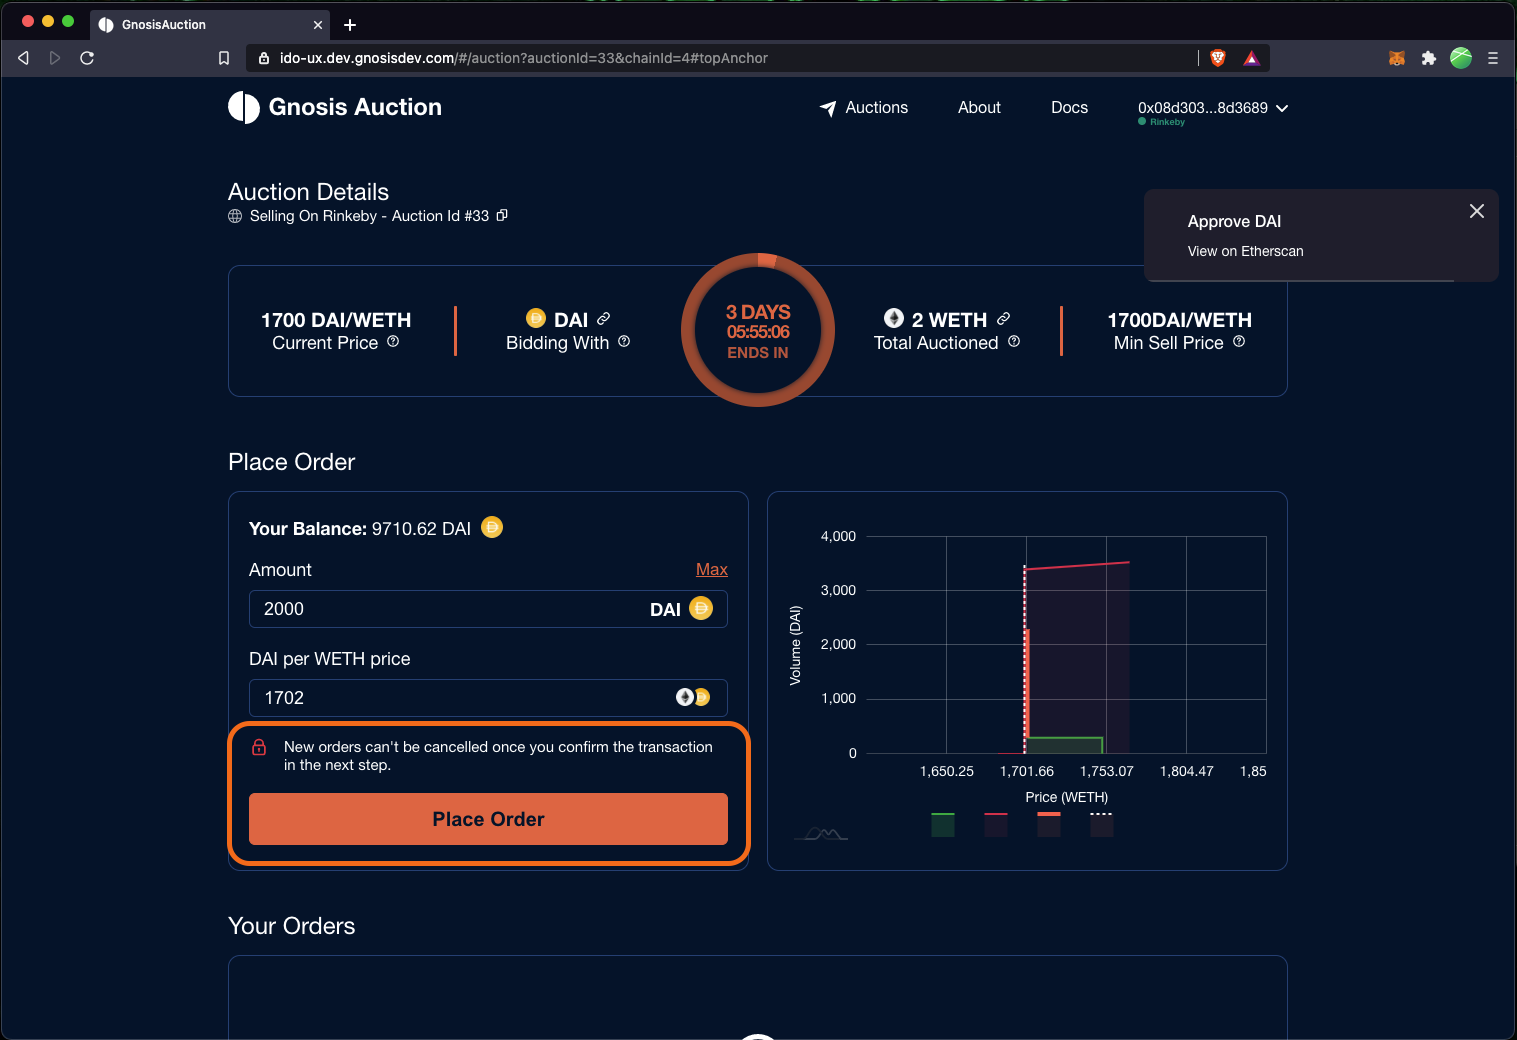 GnosisAuction
ido-ux.dev.gnosisdev.com/#/auction?auctionId=33&chainId=4#topAnchor
Gnosis Auction
Auctions
About
Docs
0x08d303...8d3689
Rinkeby
Auction Details
Selling On Rinkeby - Auction Id #33
Approve DAI
View on Etherscan
1700 DAI/WETH
Current Price
DAI
Bidding With
3 DAYS
05:55:06
ENDS IN
2 WETH
Total Auctioned
1700DAI/WETH
Min Sell Price
Place Order
Your Balance: 9710.62 DAI
Amount
Max
2000
DAI
DAI per WETH price
1702
New orders can't be cancelled once you confirm the transaction
in the next step.
Place Order
Volume (DAI)
4,000
3,000
2,000
1,000
0
1,650.25
1,701.66
1,753.07
1,804.47
1,85
Price (WETH)
Your Orders